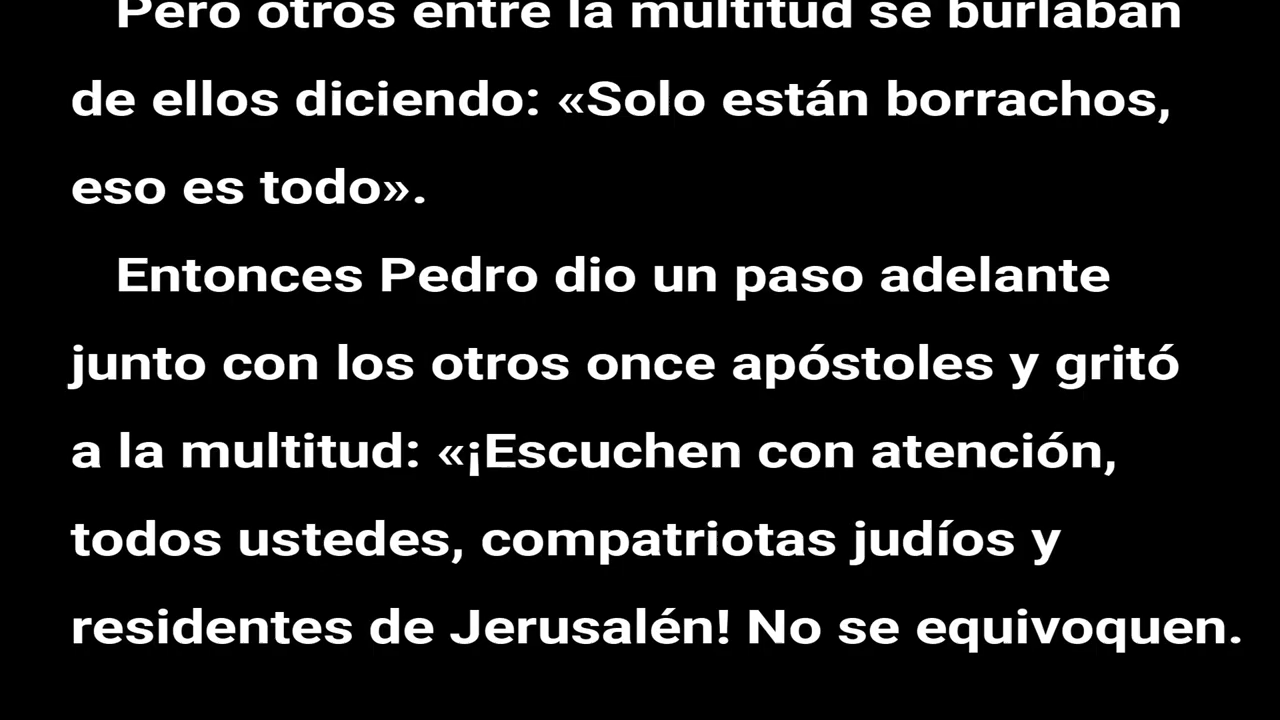 Pero otros entre la multitud se burlaban
de ellos diciendo: «Solo están borrachos,
eso es todo».
Entonces Pedro dio un paso adelante
junto con los otros once apóstoles y gritó
a la multitud: «¡Escuchen con atención,
todos ustedes, compatriotas judíos y
residentes de Jerusalén! No se equivoquen.